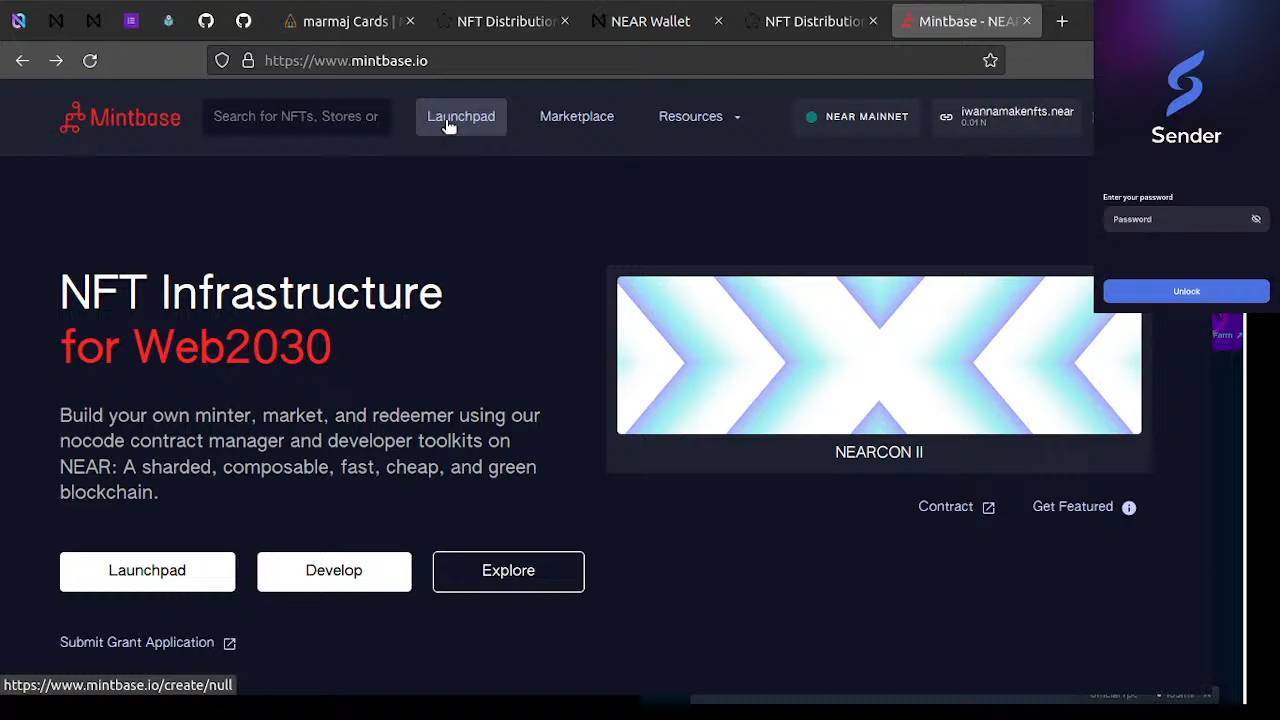 marmaj Cards |
NFT Distribution
NEAR Wallet
NFT Distribution
Mintbase - NEAR
https://www.mintbase.io
Mintbase
Search for NFTs, Stores or
Launchpad
Marketplace
Resources
NEAR MAINNET
iwannamakenfts.near
0.01 N
Sender
Enter your password
Password
Unlock
Farm
NFT Infrastructure
for Web2030
Build your own minter, market, and redeemer using our
nocode contract manager and developer toolkits on
NEAR: A sharded, composable, fast, cheap, and green
blockchain.
NEARCON II
Contract
Get Featured
Launchpad
Develop
Explore
Submit Grant Application
https://www.mintbase.io/create/null